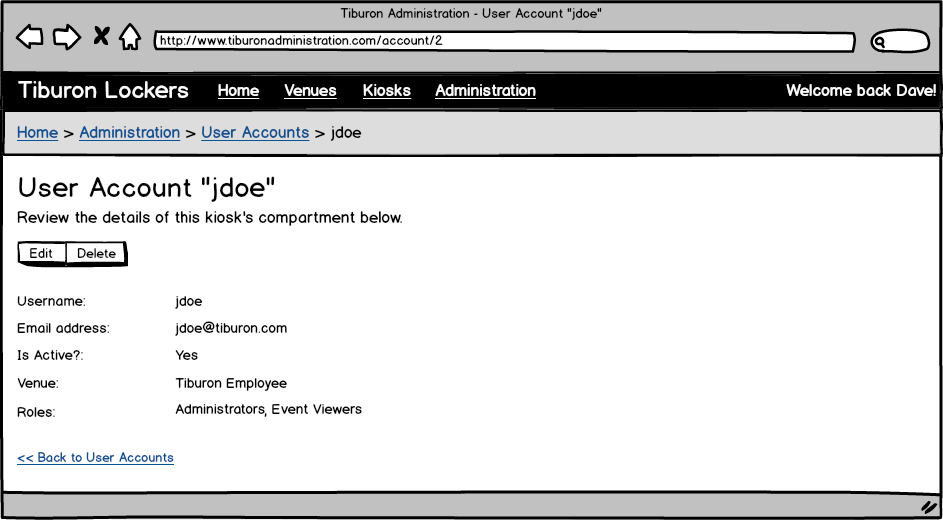 Tiburon Administration - User Account "jdoe"
http://www.tiburonadministration.com/account/2
Tiburon Lockers Home Venues Kiosks Administration Welcome back Dave!
Home > Administration > User Accounts > jdoe
User Account "jdoe"
Review the details of this kiosk's compartment below.
Edit Delete
Username: jdoe
Email address: jdoe@tiburon.com
Is Active?: Yes
Venue: Tiburon Employee
Roles: Administrators, Event Viewers
<< Back to User Accounts